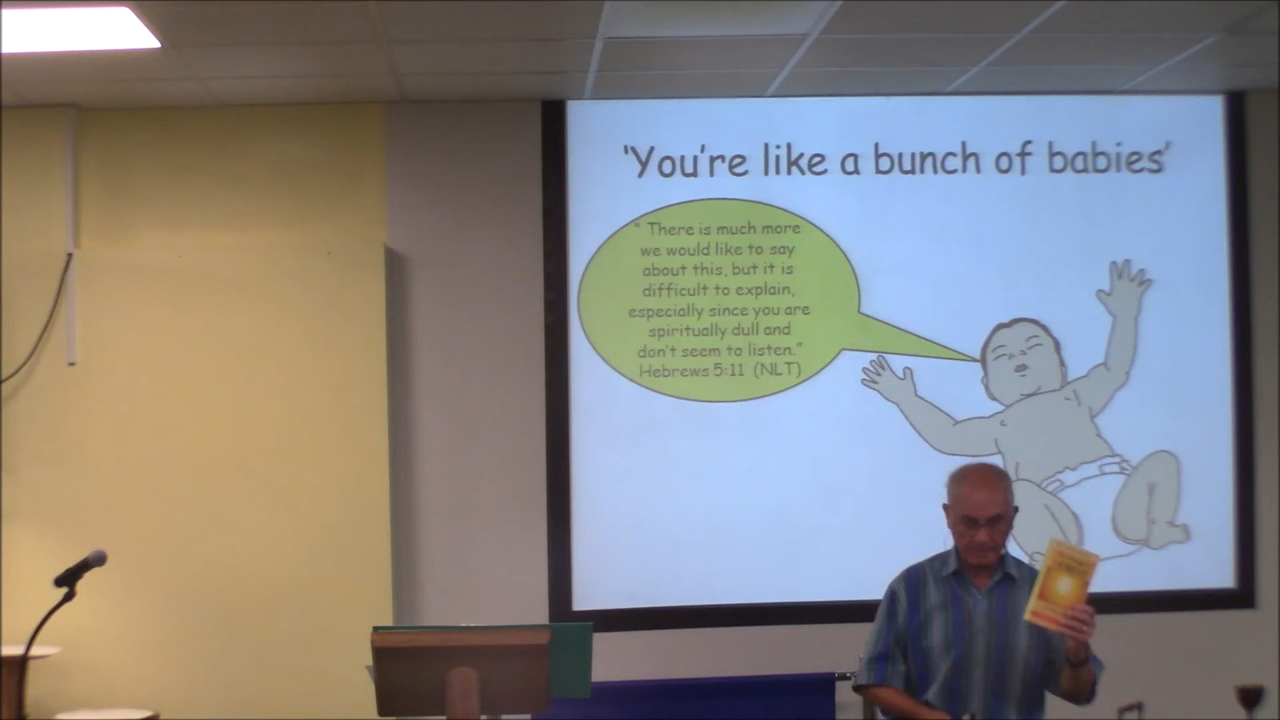 'You're like a bunch of babies'
" There is much more
we would like to say
about this, but it is
difficult to explain,
especially since you are
spiritually dull and
don't seem to listen."
Hebrews 5:11 (NLT)